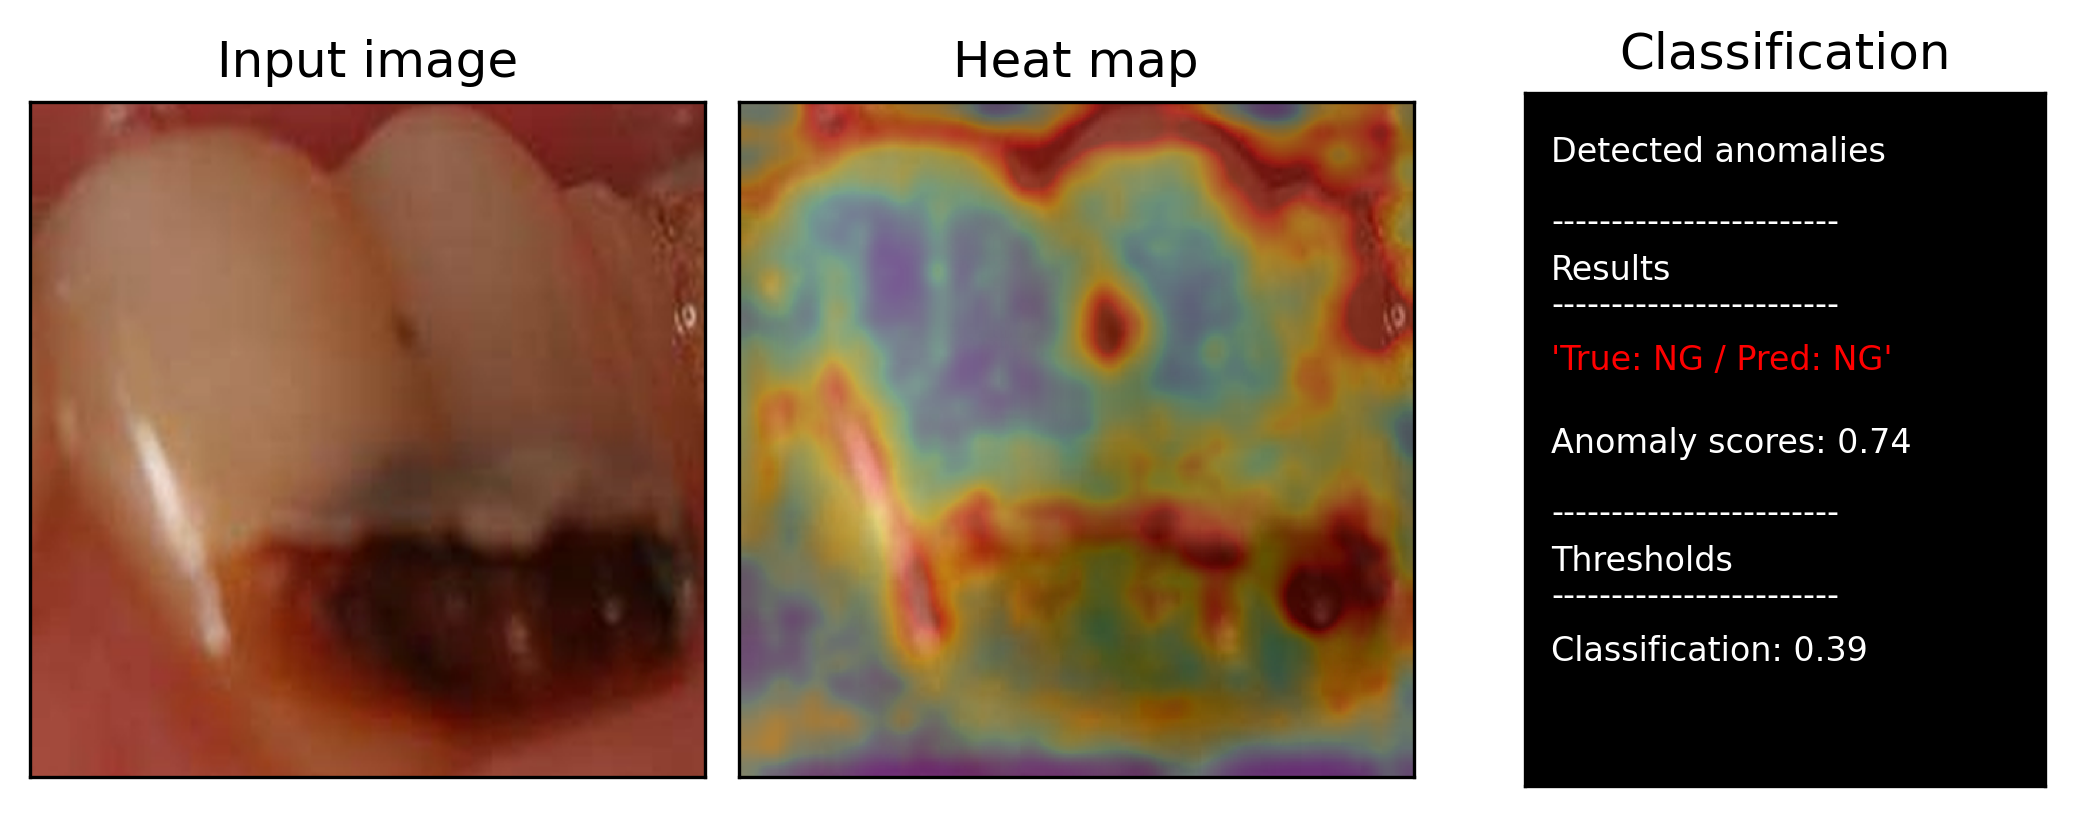 Input image
Heat map
Classification
Detected anomalies
------------------------
Results
------------------------
'True: NG / Pred: NG'
Anomaly scores: 0.74
------------------------
Thresholds
------------------------
Classification: 0.39